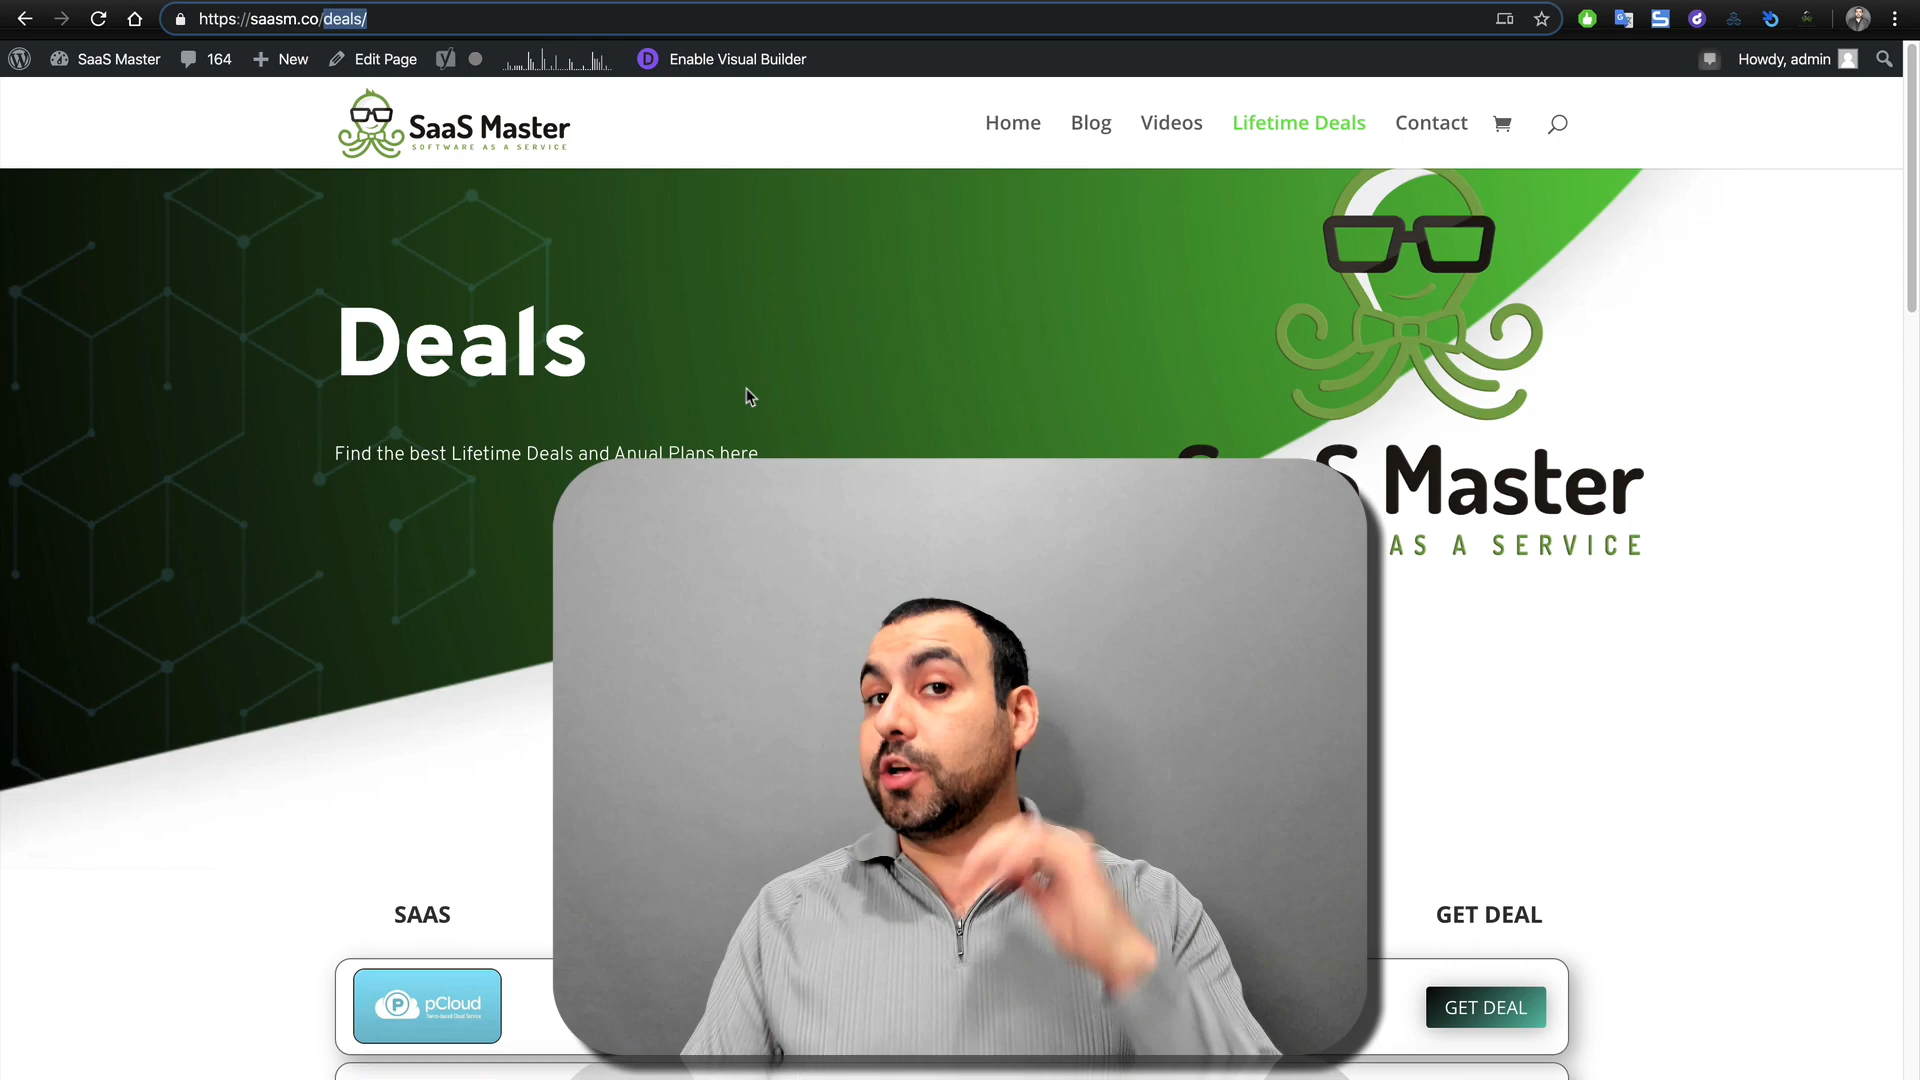 https://saasm.co/deals/
SaaS Master 164 New Edit Page Enable Visual Builder Howdy, admin
SaaS Master
SOFTWARE AS A SERVICE
Home Blog Videos Lifetime Deals Contact
Deals
Find the best Lifetime Deals and Anual Plans here
Master
AS A SERVICE
SAAS GET DEAL
pCloud
GET DEAL